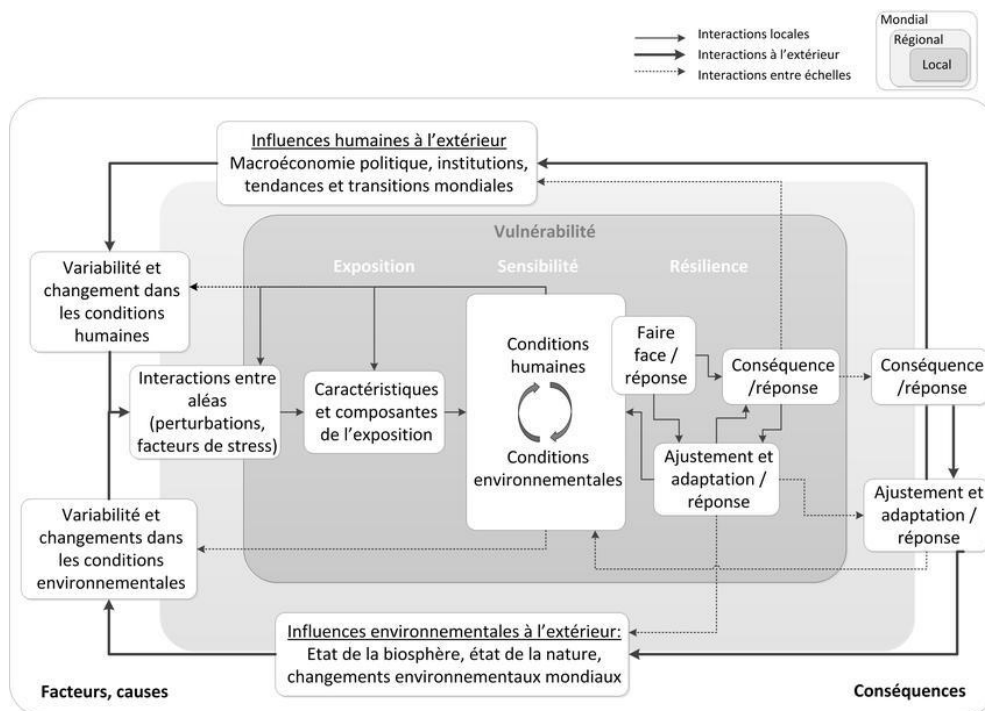 Interactions locales
Interactions à l'extérieur
Interactions entre échelles
Mondial
Régional
Local
Influences humaines à l'extérieur
Macroéconomie politique, institutions,
tendances et transitions mondiales
Vulnérabilité
Exposition
Sensibilité
Résilience
Variabilité et
changement dans
les conditions
humaines
Interactions entre
aléas
(perturbations,
facteurs de stress)
Caractéristiques
et composantes
de l'exposition
Conditions
humaines
Conditions
environnementales
Faire
face /
réponse
Conséquence
/réponse
Ajustement et
adaptation /
réponse
Conséquence
/réponse
Ajustement et
adaptation /
réponse
Variabilité et
changements dans
les conditions
environnementales
Influences environnementales à l'extérieur:
Etat de la biosphère, état de la nature,
changements environmentaux mondiaux
Facteurs, causes
Conséquences